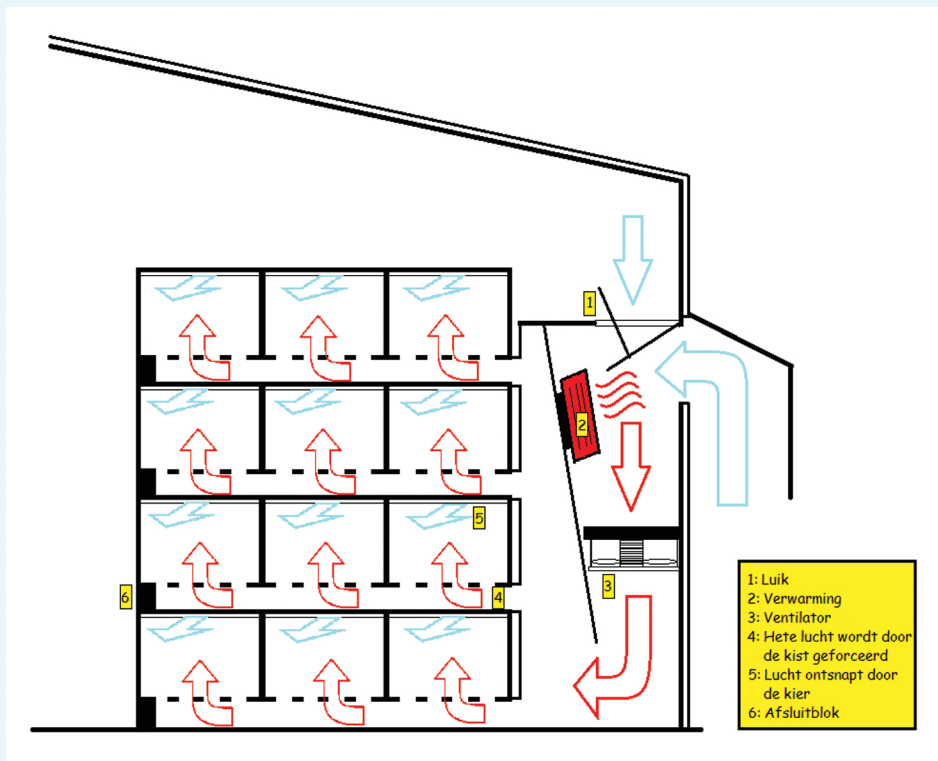 1
2
5
6
4
3
1: Luik
2: Verwarming
3: Ventilator
4: Hete lucht wordt door
de kist geforceerd
5: Lucht ontsnapt door
de kier
6: Afsluitblok